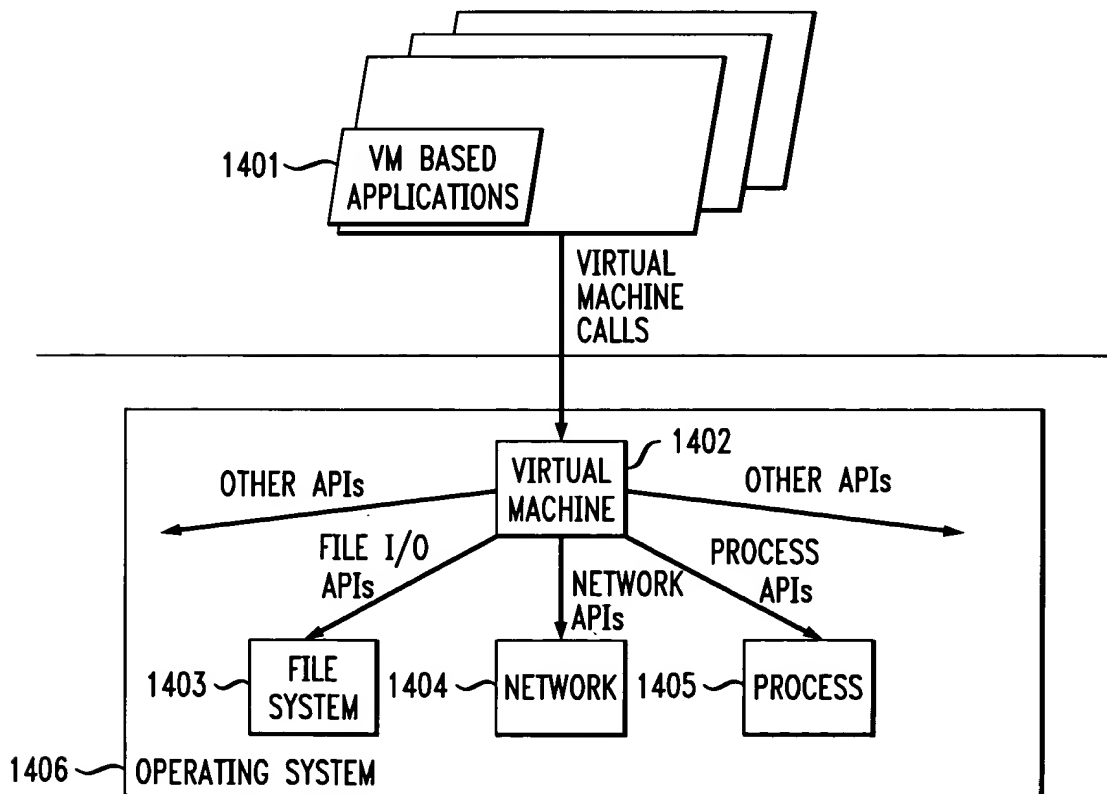 1401
VM BASED
APPLICATIONS
VIRTUAL
MACHINE
CALLS
1402
VIRTUAL
MACHINE
OTHER APIs
OTHER APIs
FILE I/O
APIs
NETWORK
APIs
PROCESS
APIs
1403
FILE
SYSTEM
1404
NETWORK
1405
PROCESS
1406
OPERATING SYSTEM